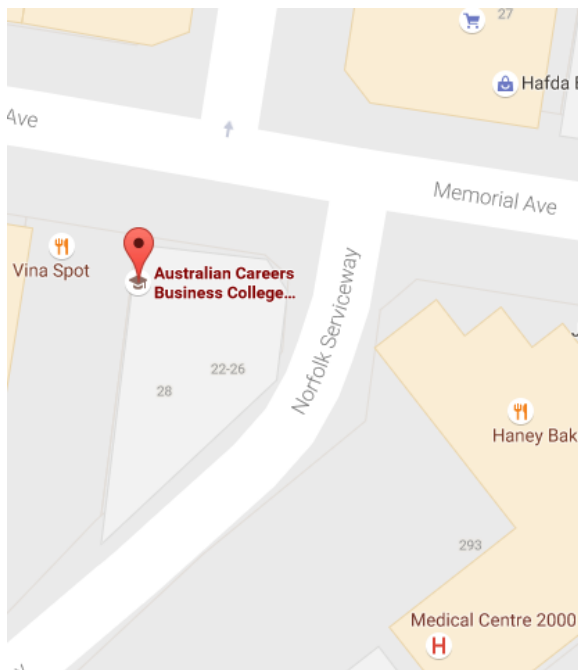 27
Hafda B
Ave
Memorial Ave
Vina Spot
Australian Careers
Business College...
Norfolk Serviceway
22-26
28
Haney Bak
293
Medical Centre 2000
H